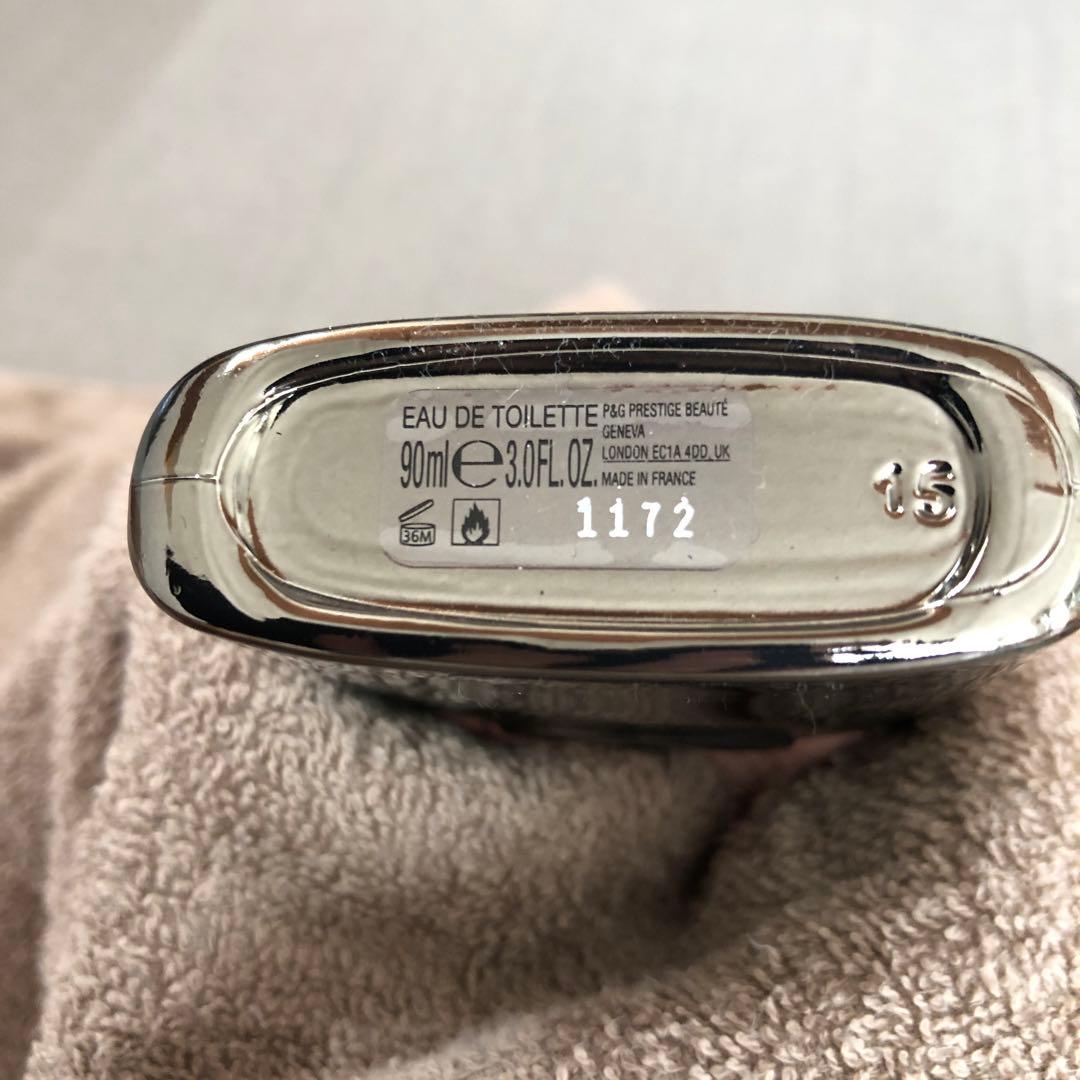 EAU DE TOILETTE
90ml e 3.0FL.OZ.
P&G PRESTIGE BEAUTÉ
GENEVA
LONDON EC1A 4DD, UK
MADE IN FRANCE
36M
1172
15